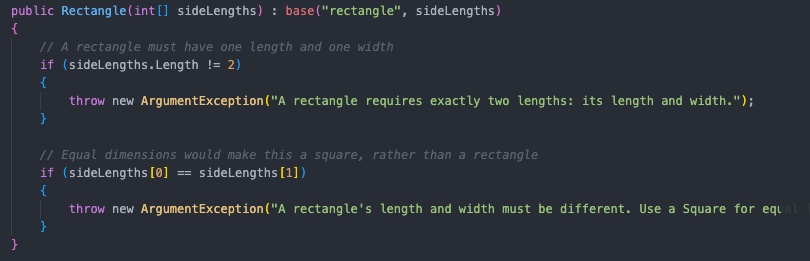 public Rectangle(int[] sideLengths) : base("rectangle", sideLengths)
{
// A rectangle must have one length and one width
if (sideLengths.Length != 2)
{
throw new ArgumentException("A rectangle requires exactly two lengths: its length and width.");
}
// Equal dimensions would make this a square, rather than a rectangle
if (sideLengths[0] == sideLengths[1])
{
throw new ArgumentException("A rectangle's length and width must be different. Use a Square for equal
}
}